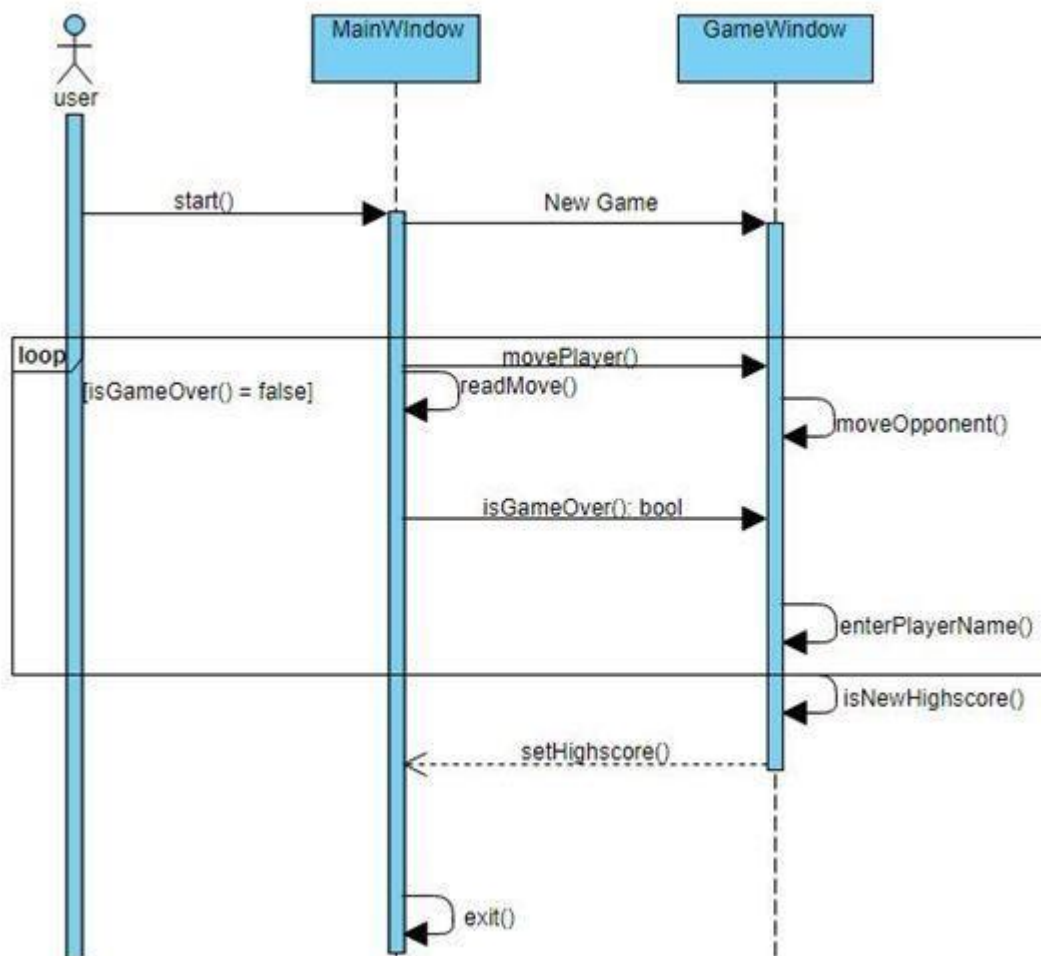 MainWIndow
GameWindow
user
start()
New Game
loop
movePlayer()
[isGameOver() = false]
readMove()
moveOpponent()
isGameOver(): bool
enterPlayerName()
isNewHighscore()
setHighscore()
exit()